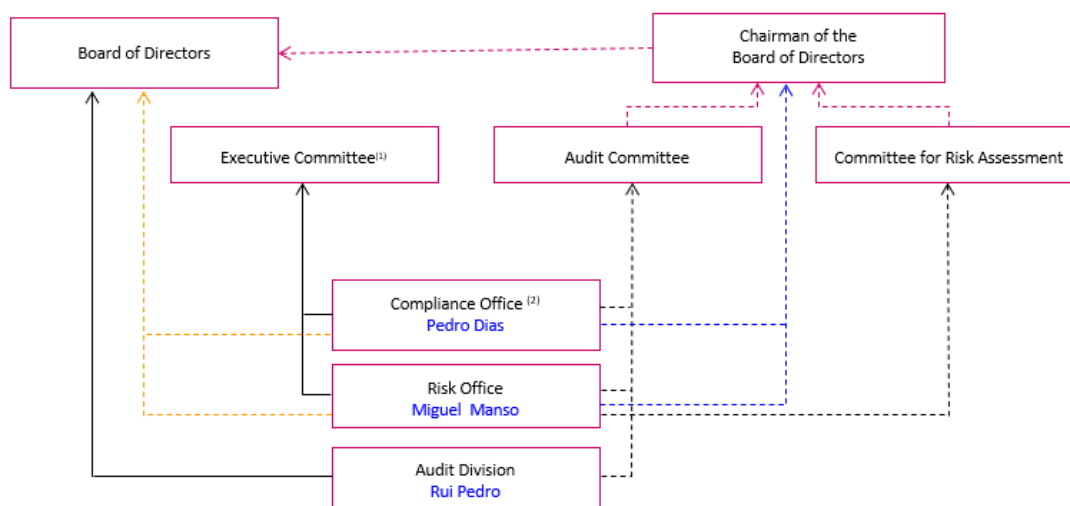 Board of Directors
Chairman of the
Board of Directors
Executive Committee(1)
Audit Committee
Committee for Risk Assessment
Compliance Office (2)
Pedro Dias
Risk Office
Miguel Manso
Audit Division
Rui Pedro